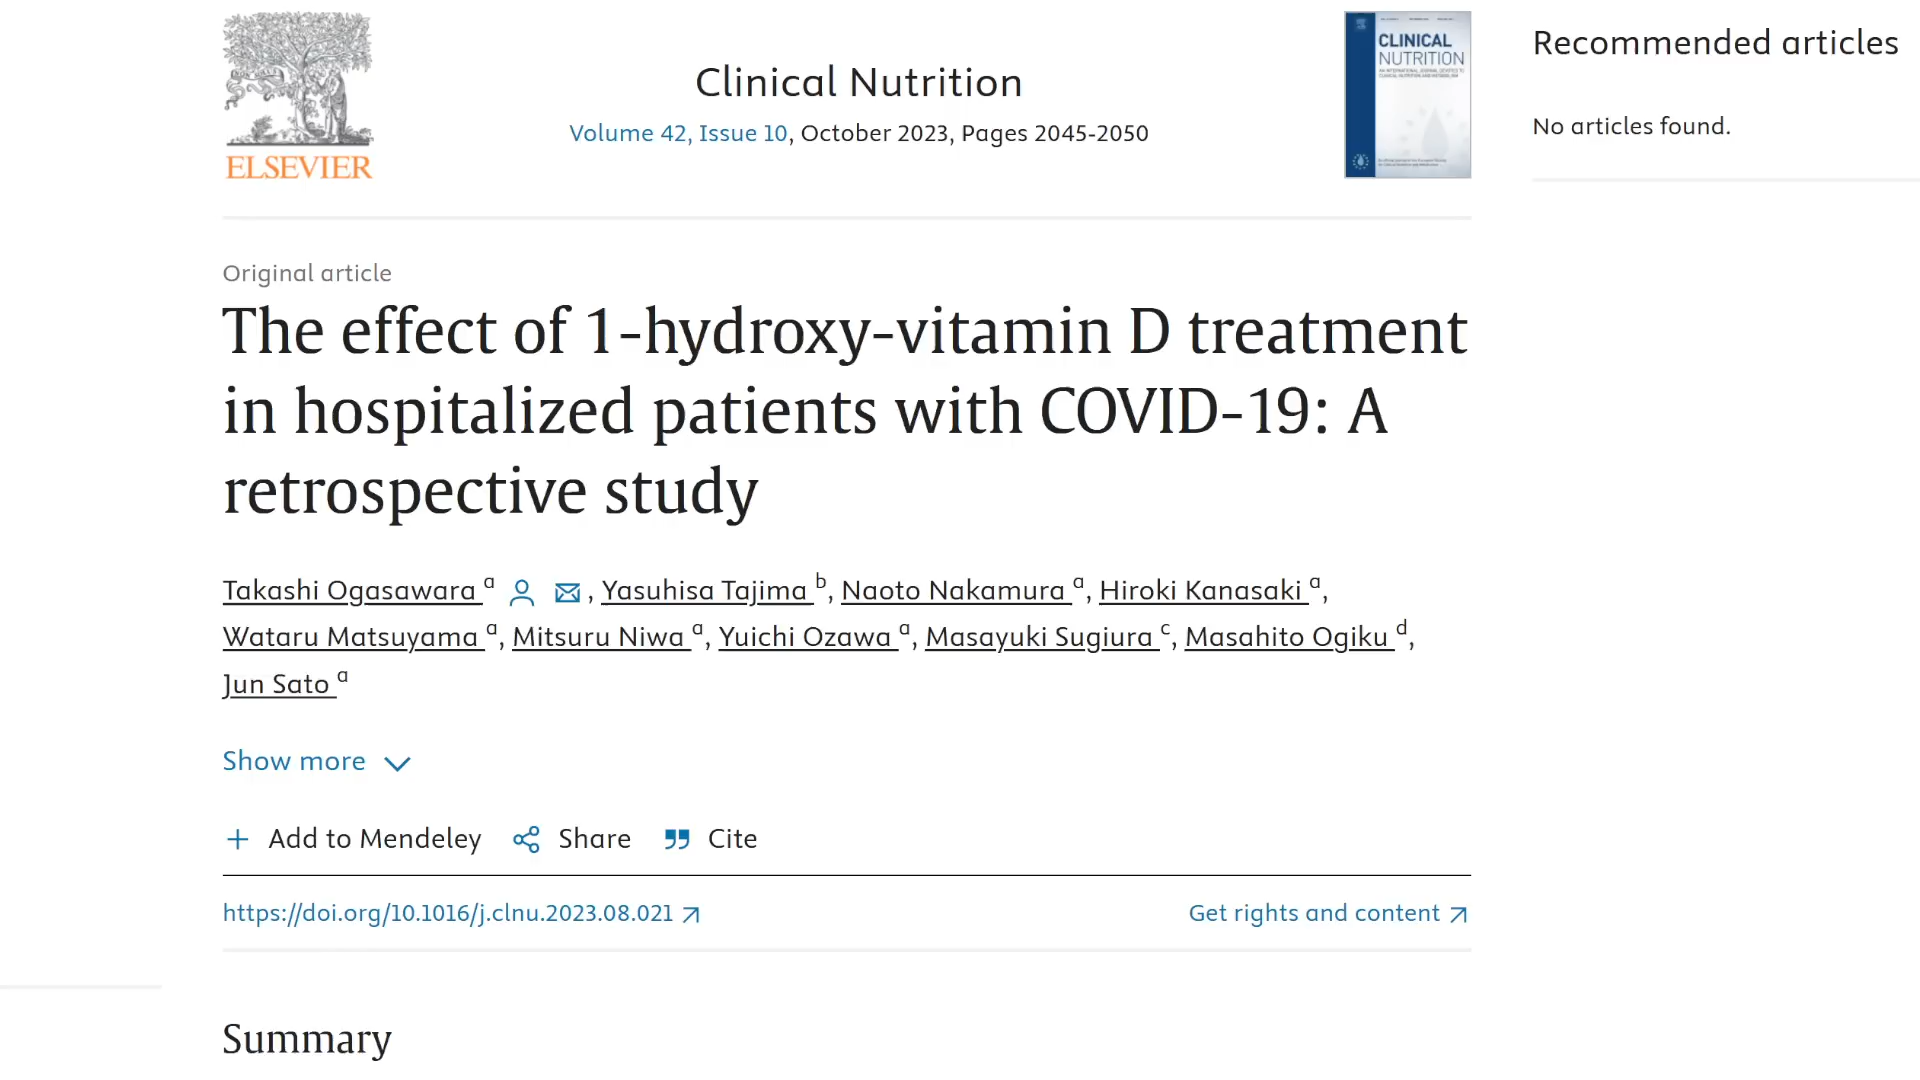 ELSEVIER
Clinical Nutrition
Volume 42, Issue 10, October 2023, Pages 2045-2050
CLINICAL
NUTRITION
Recommended articles
No articles found.
Original article
The effect of 1-hydroxy-vitamin D treatment
in hospitalized patients with COVID-19: A
retrospective study
Takashi Ogasawara a, Yasuhisa Tajima b, Naoto Nakamura a, Hiroki Kanasaki a,
Wataru Matsuyama a, Mitsuru Niwa a, Yuichi Ozawa a, Masayuki Sugiura c, Masahito Ogiku d,
Jun Sato a
Show more
Add to Mendeley Share Cite
https://doi.org/10.1016/j.clnu.2023.08.021 Get rights and content
Summary